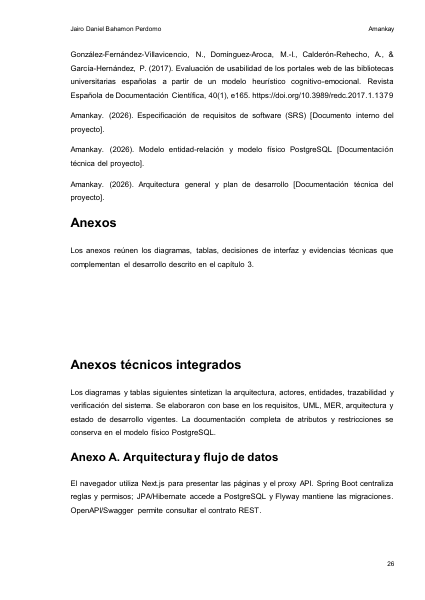 Jairo Daniel Bahamon Perdomo Amankay
González-Fernández-Villavicencio, N., Domínguez-Aroca, M.-I., Calderón-Rehecho, A., &
García-Hernández, P. (2017). Evaluación de usabilidad de los portales web de las bibliotecas
universitarias españolas a partir de un modelo heurístico cognitivo-emocional. Revista
Española de Documentación Científica, 40(1), e165. https://doi.org/10.3989/redc.2017.1.1379
Amankay. (2026). Especificación de requisitos de software (SRS) [Documento interno del
proyecto].
Amankay. (2026). Modelo entidad-relación y modelo físico PostgreSQL [Documentación
técnica del proyecto].
Amankay. (2026). Arquitectura general y plan de desarrollo [Documentación técnica del
proyecto].
Anexos
Los anexos reúnen los diagramas, tablas, decisiones de interfaz y evidencias técnicas que
complementan el desarrollo descrito en el capítulo 3.
Anexos técnicos integrados
Los diagramas y tablas siguientes sintetizan la arquitectura, actores, entidades, trazabilidad y
verificación del sistema. Se elaboraron con base en los requisitos, UML, MER, arquitectura y
estado de desarrollo vigentes. La documentación completa de atributos y restricciones se
conserva en el modelo físico PostgreSQL.
Anexo A. Arquitectura y flujo de datos
El navegador utiliza Next.js para presentar las páginas y el proxy API. Spring Boot centraliza
reglas y permisos; JPA/Hibernate accede a PostgreSQL y Flyway mantiene las migraciones.
OpenAPI/Swagger permite consultar el contrato REST.
26